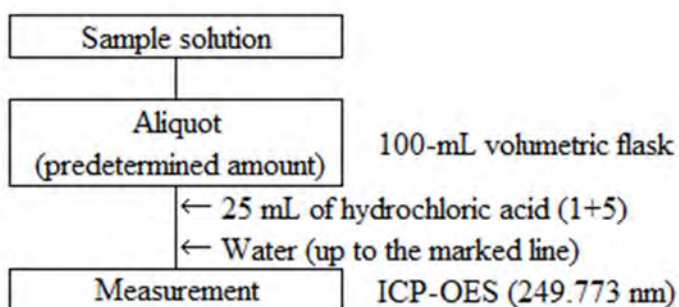 Sample solution
Aliquot
(predetermined amount)
100-mL volumetric flask
← 25 mL of hydrochloric acid (1+5)
← Water (up to the marked line)
Measurement
ICP-OES (249.773 nm)